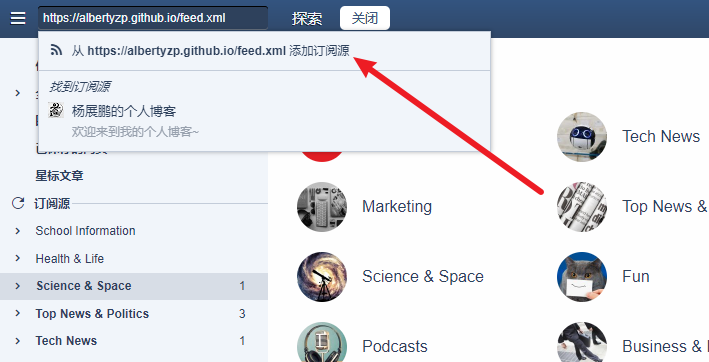 https://albertyzp.github.io/feed.xml
探索
关闭
从 https://albertyzp.github.io/feed.xml 添加订阅源
找到订阅源
杨展鹏的个人博客
欢迎来到我的个人博客~
星标文章
订阅源
School Information
Health & Life
Science & Space 1
Top News & Politics 3
Tech News 1
Tech News
Marketing
Top News &
Science & Space
Fun
Podcasts
Business &